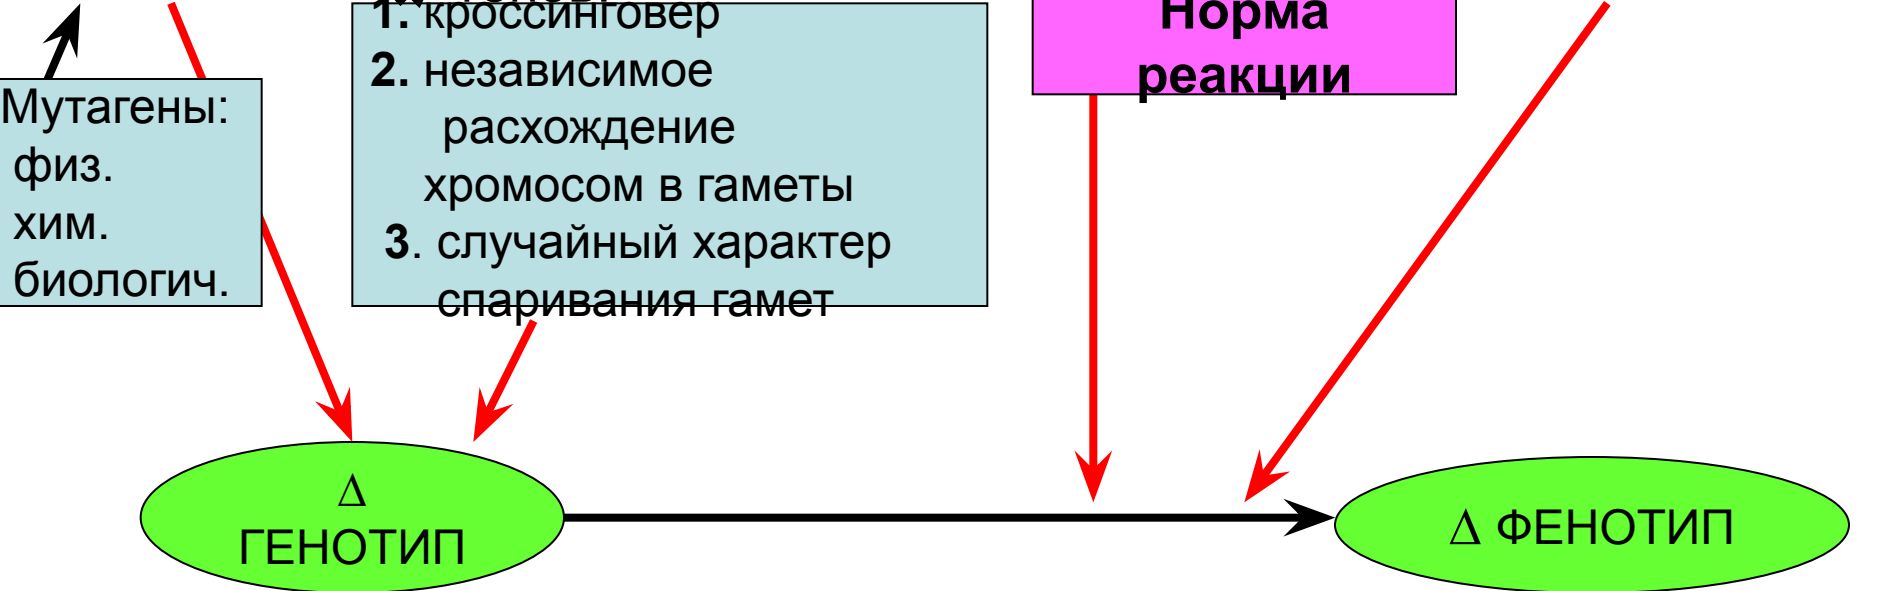 1. кроссинговер
2. независимое
расхождение
хромосом в гаметы
3. случайный характер
спаривания гамет
Норма
реакции
Мутагены:
физ.
хим.
биологич.
Δ
ГЕНОТИП
Δ ФЕНОТИП